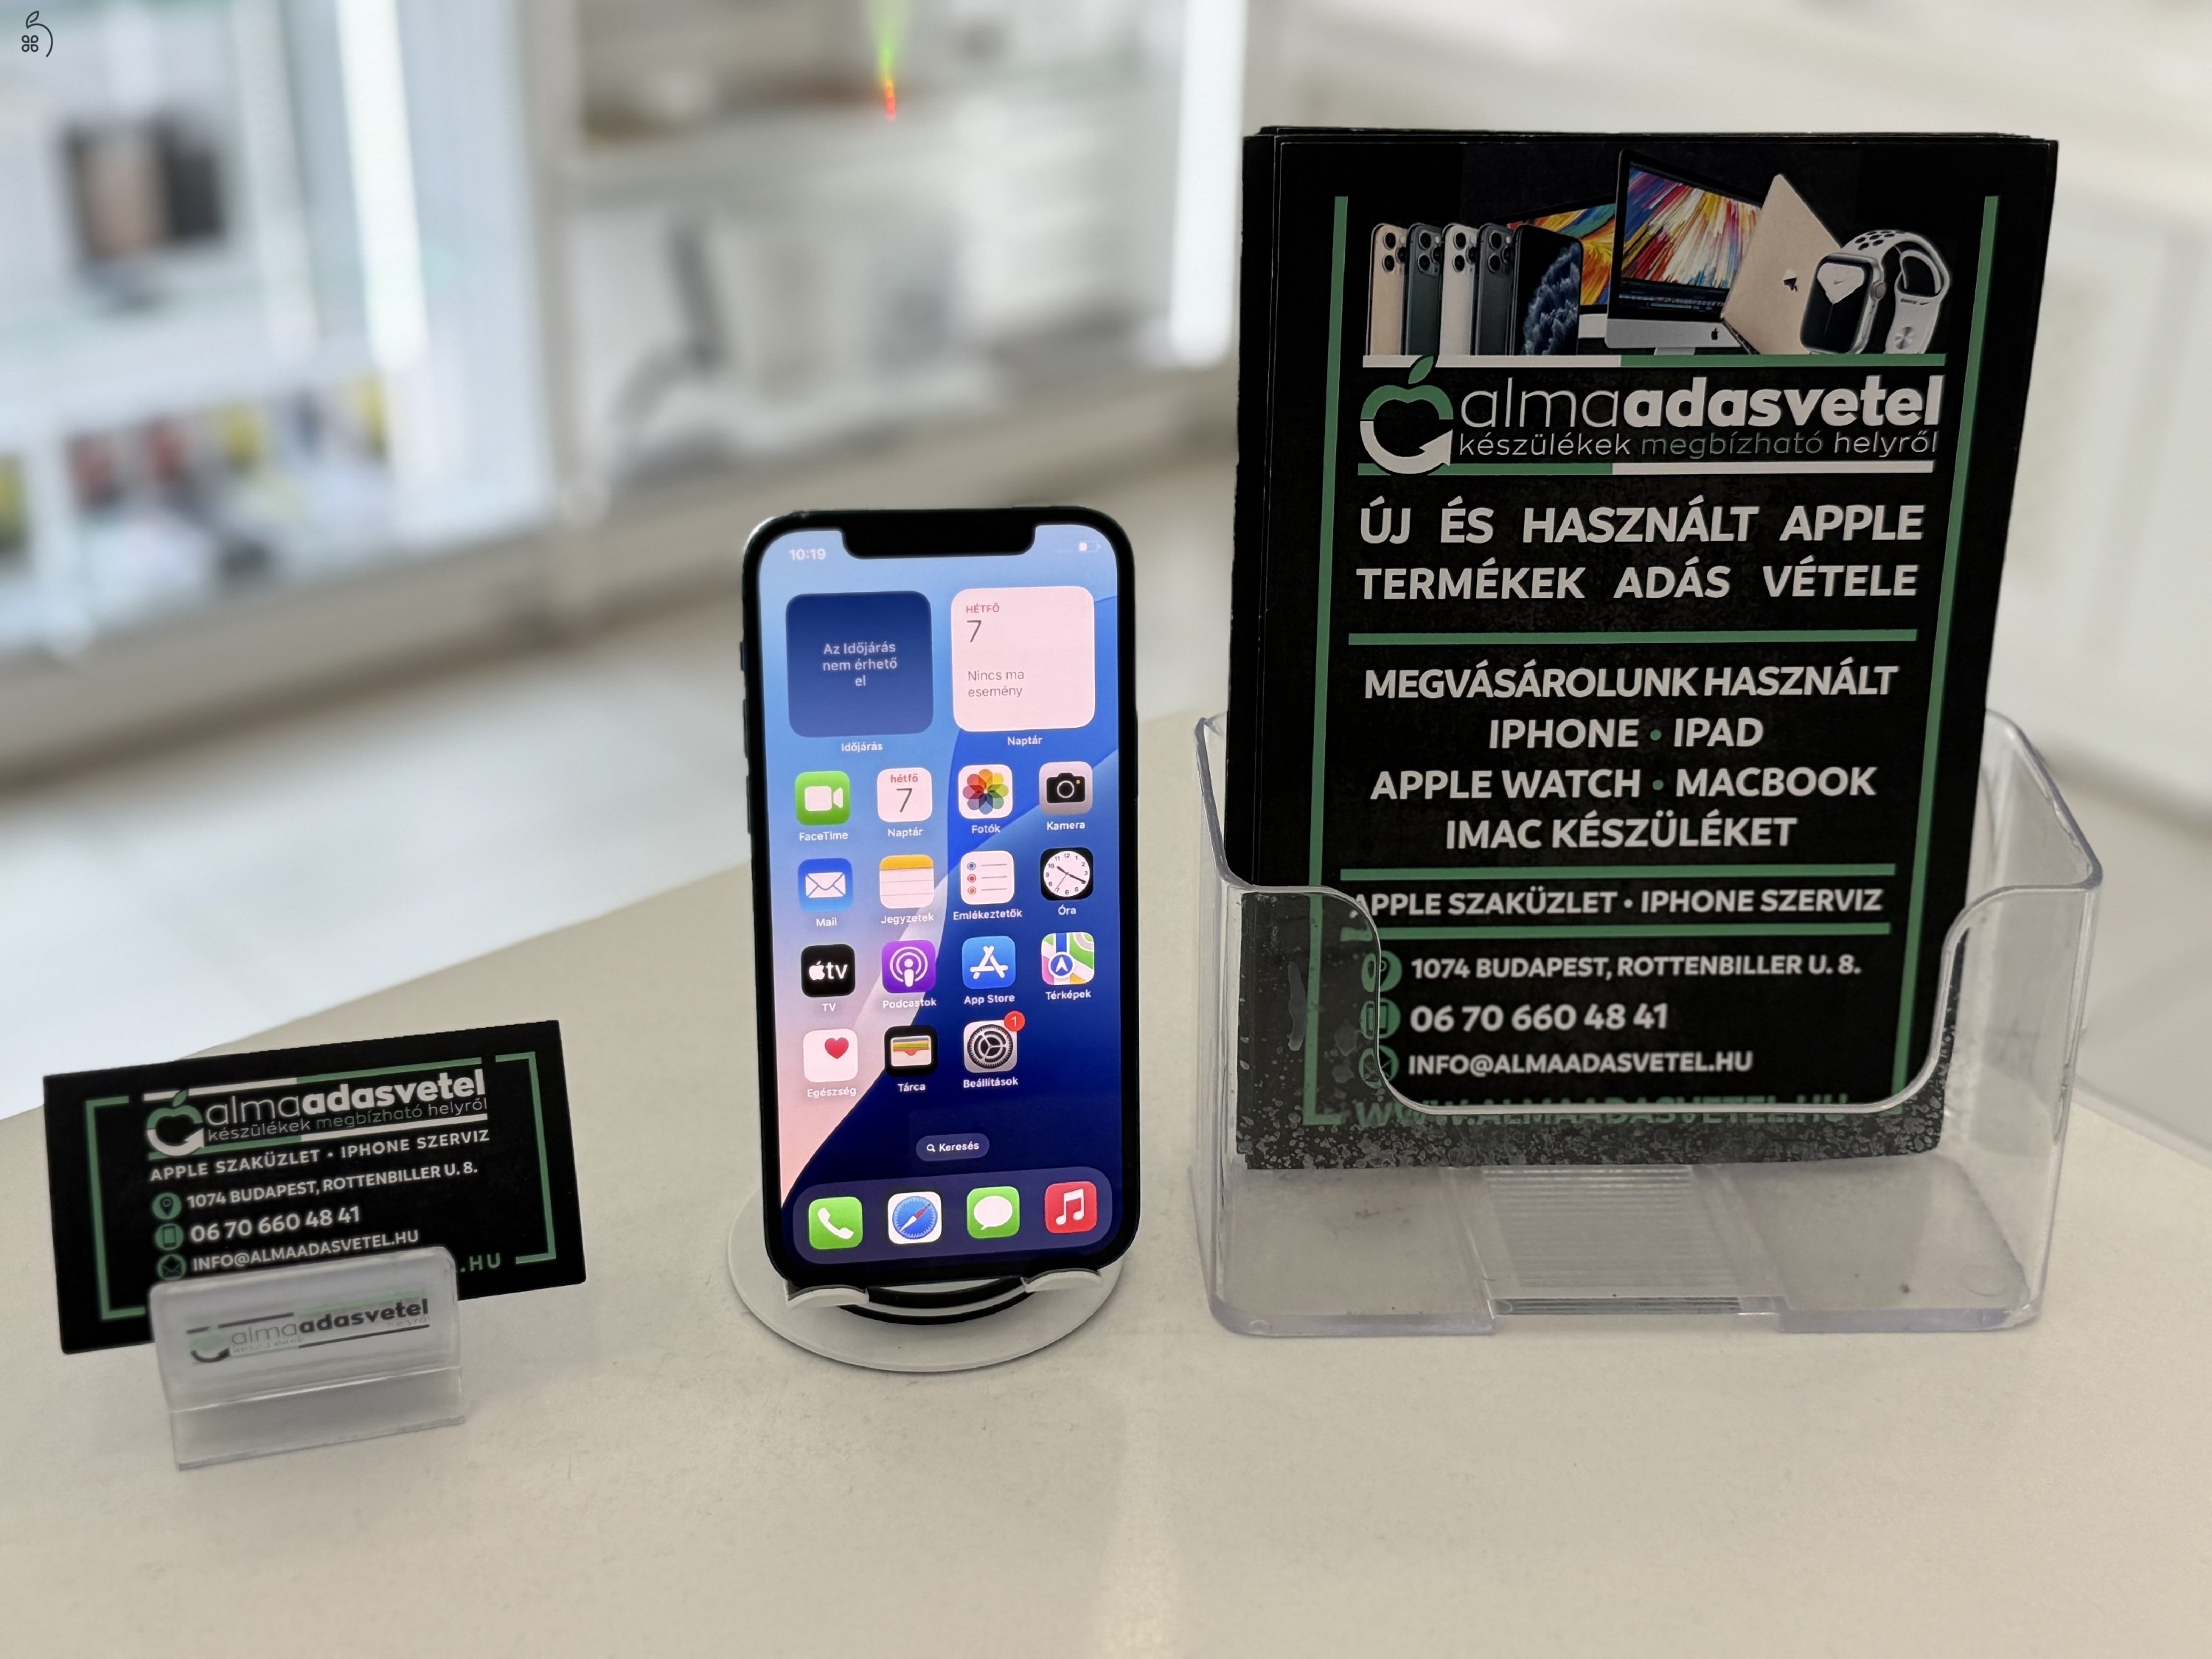 almaadasvetel
készülékek megbízható helyről
APPLE SZAKÜZLET • IPHONE SZERVIZ
1074 BUDAPEST, ROTTENBILLER U. 8.
06 70 660 48 41
INFO@ALMAADASVETEL.HU
.HU
almaadasvetel
10:19
Az Időjárás
nem érhető
el
Időjárás
HÉTFŐ
7
Nincs ma
esemény
Naptár
hétfő
7
FaceTime
Naptár
Fotók
Kamera
Mail
Jegyzetek
Emlékeztetők
Óra
tv
TV
Podcastok
App Store
Térképek
1
Egészség
Tárca
Beállítások
Keresés
almaadasvetel
készülékek megbízható helyről
ÚJ ÉS HASZNÁLT APPLE
TERMÉKEK ADÁS VÉTELE
MEGVÁSÁROLUNK HASZNÁLT
IPHONE • IPAD
APPLE WATCH • MACBOOK
IMAC KÉSZÜLÉKET
APPLE SZAKÜZLET • IPHONE SZERVIZ
1074 BUDAPEST, ROTTENBILLER U. 8.
06 70 660 48 41
INFO@ALMAADASVETEL.HU
WWW.ALMAADASVETEL.HU